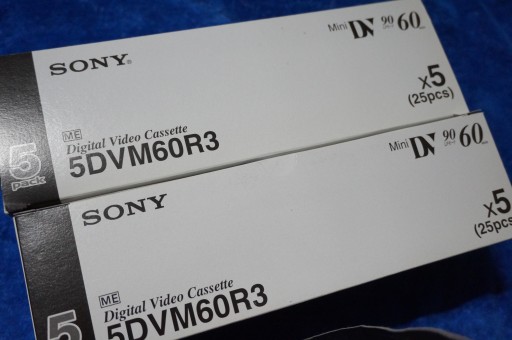 SONY®
Mini DV 90 60
x5
(25pcs)
ME
Digital Video Cassette
5DVM60R3
5
pack
SONY
Mini DV 90 60
x5
(25pcs
ME
Digital Video Cassette
5DVM60R3
5